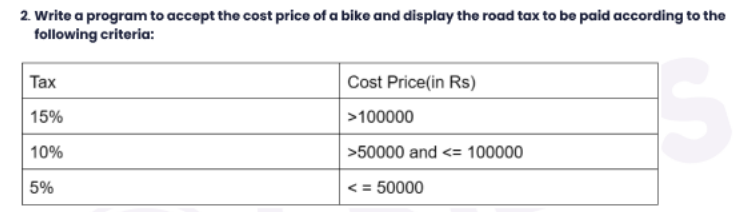 2. Write a program to accept the cost price of a bike and display the road tax to be paid according to the
following criteria:
Tax Cost Price(in Rs)
15% >100000
10% >50000 and <= 100000
5% < = 50000